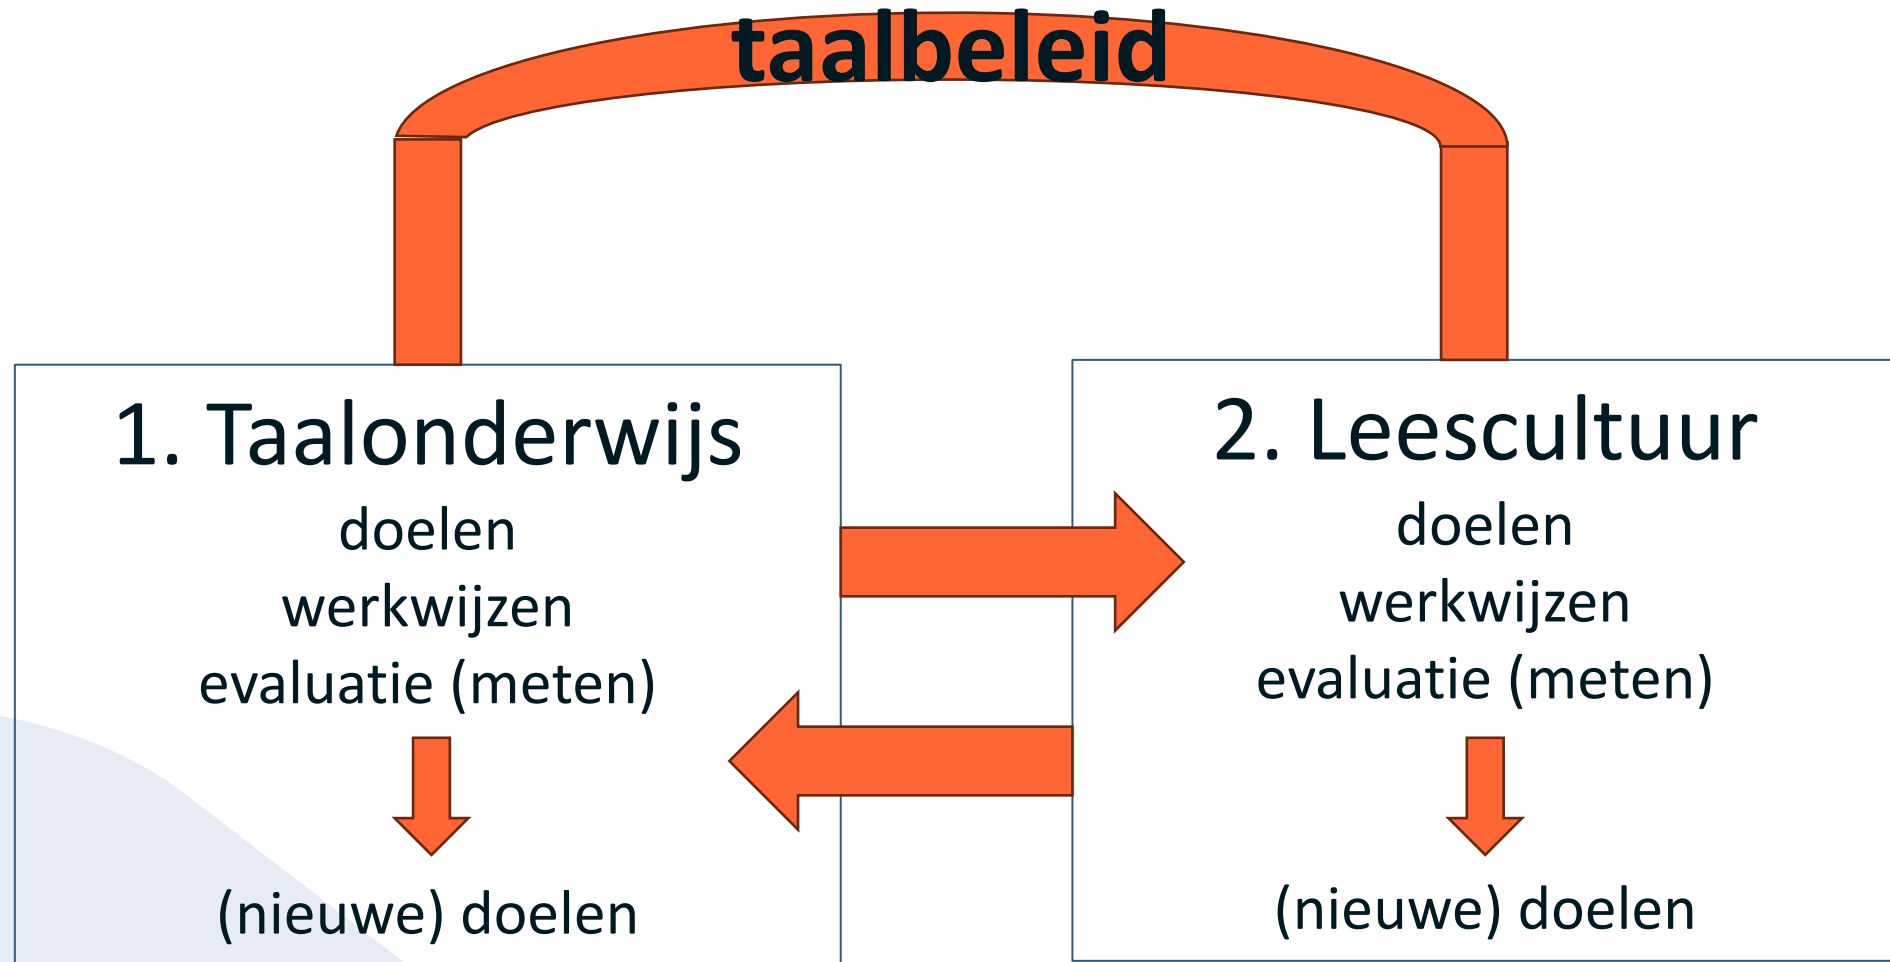 taalbeleid
1. Taalonderwijs
doelen
werkwijzen
evaluatie (meten)
(nieuwe) doelen
2. Leescultuur
doelen
werkwijzen
evaluatie (meten)
(nieuwe) doelen